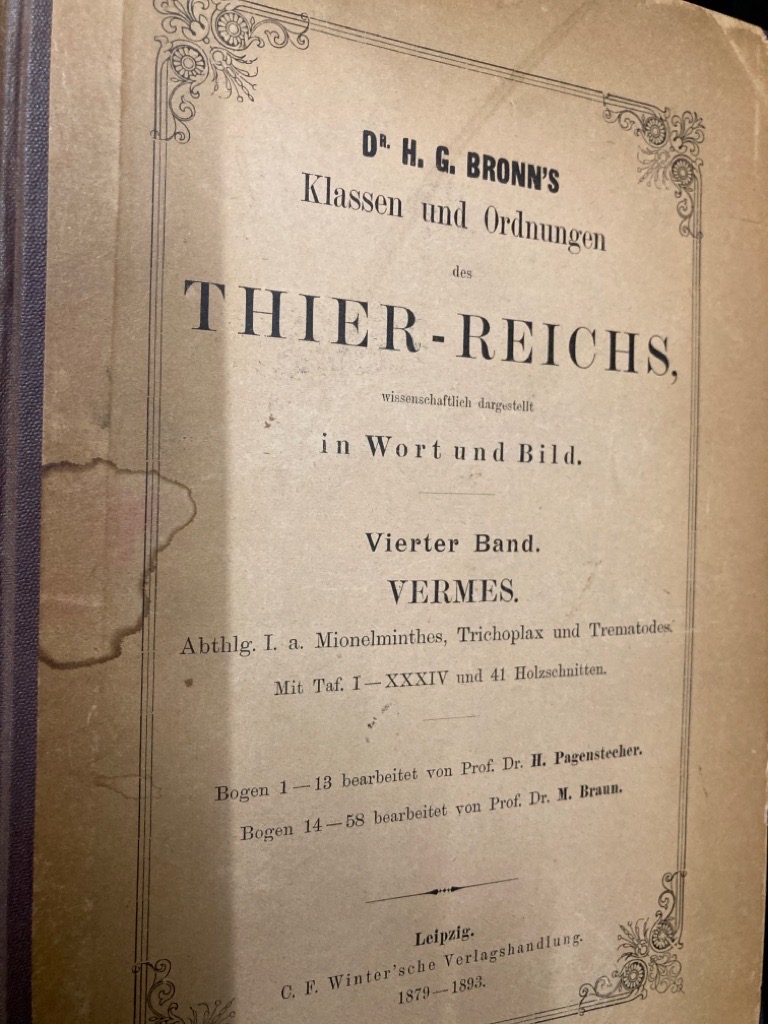 DR. H. G. BRONN'S
Klassen und Ordnungen
des
THIER-REICHS,
wissenschaftlich dargestellt
in Wort und Bild.
Vierter Band.
VERMES.
Abthlg. I. a. Mionelminthes, Trichoplax und Trematodes.
Mit Taf. I—XXXIV und 41 Holzschnitten.
Bogen 1—13 bearbeitet von Prof. Dr. H. Pagenstecher.
Bogen 14—58 bearbeitet von Prof. Dr. M. Braun.
Leipzig.
C. F. Winter'sche Verlagshandlung.
1879—1893.